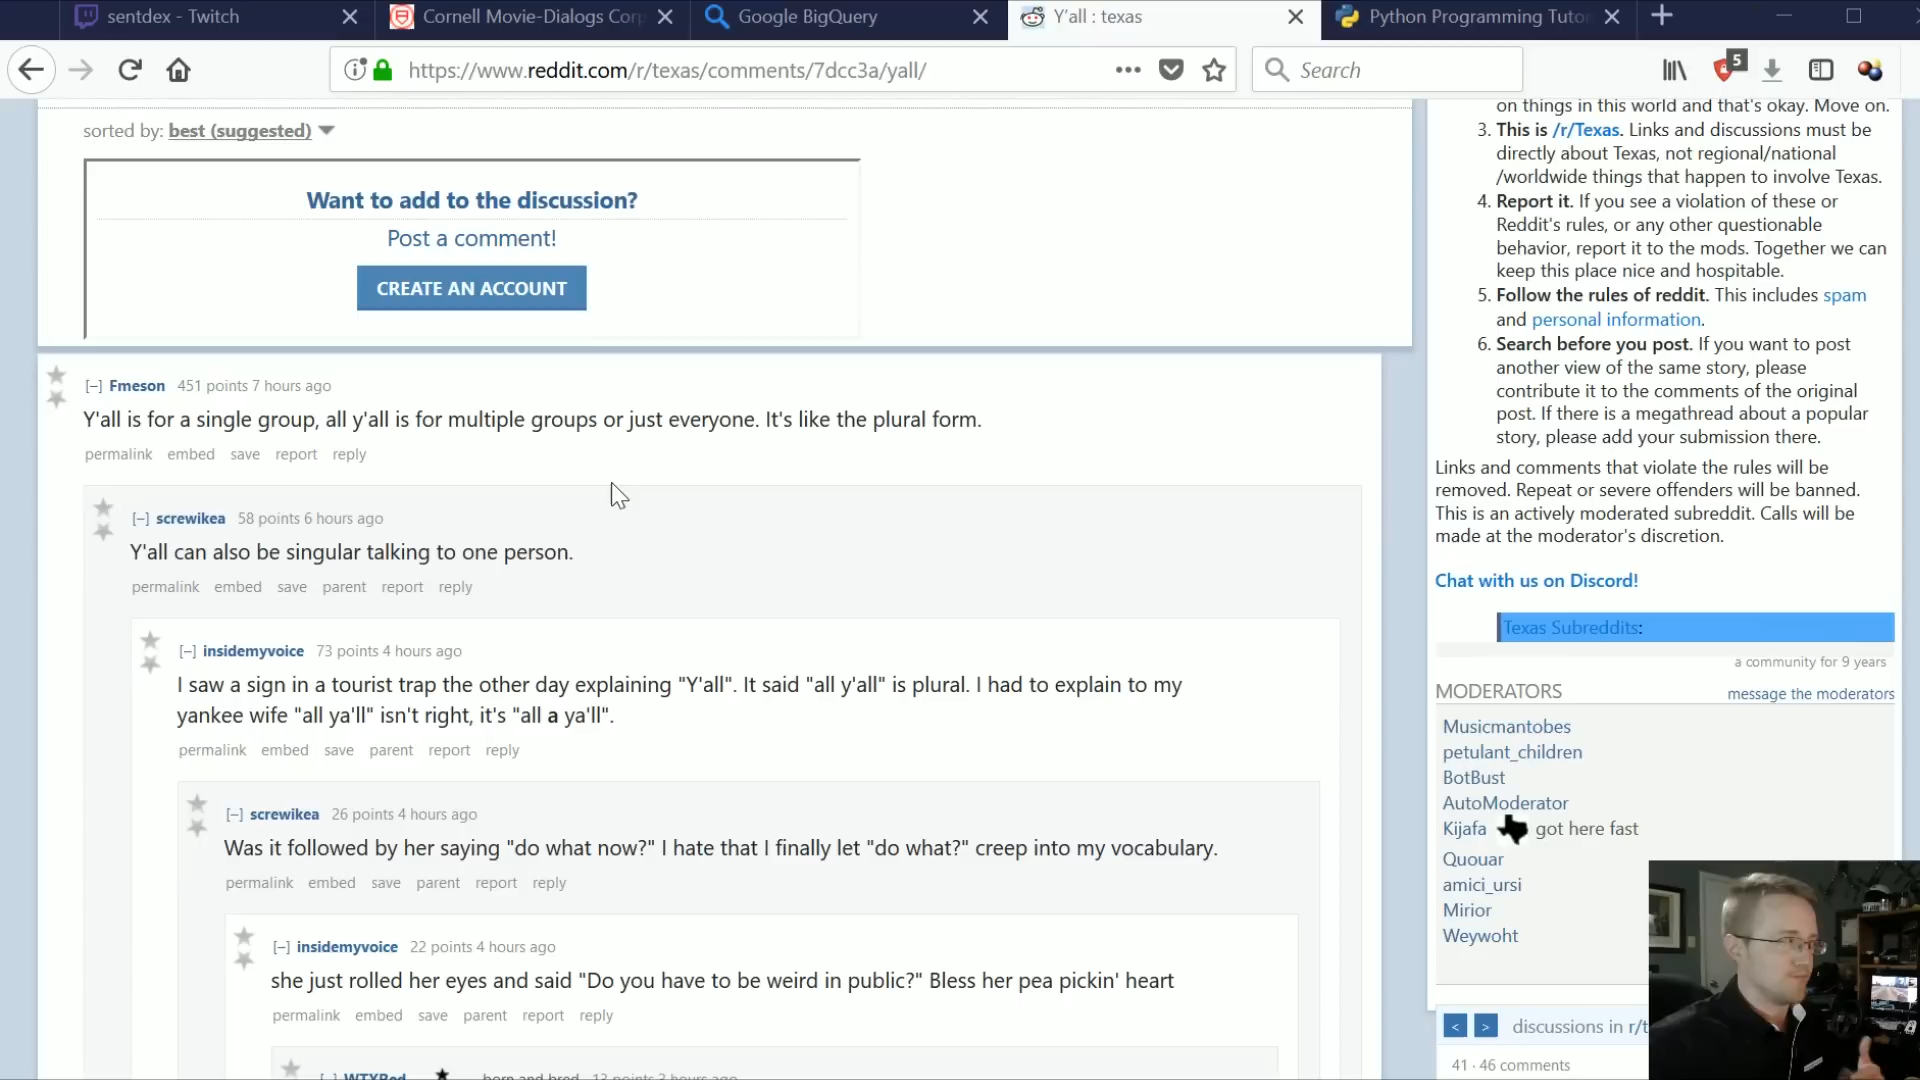 sentdex - Twitch
Cornell Movie-Dialogs Corp
Google BigQuery
Y'all : texas
Python Programming Tutor
https://www.reddit.com/r/texas/comments/7dcc3a/yall/
Search
5
sorted by: best (suggested)
Want to add to the discussion?
Post a comment!
CREATE AN ACCOUNT
[–] Fmeson 451 points 7 hours ago
Y'all is for a single group, all y'all is for multiple groups or just everyone. It's like the plural form.
permalink embed save report reply
[–] screwikea 58 points 6 hours ago
Y'all can also be singular talking to one person.
permalink embed save parent report reply
[–] insidemyvoice 73 points 4 hours ago
I saw a sign in a tourist trap the other day explaining "Y'all". It said "all y'all" is plural. I had to explain to my
yankee wife "all ya'll" isn't right, it's "all a ya'll".
permalink embed save parent report reply
[–] screwikea 26 points 4 hours ago
Was it followed by her saying "do what now?" I hate that I finally let "do what?" creep into my vocabulary.
permalink embed save parent report reply
[–] insidemyvoice 22 points 4 hours ago
she just rolled her eyes and said "Do you have to be weird in public?" Bless her pea pickin' heart
permalink embed save parent report reply
[–] WTXRed born and bred 13 points 3 hours ago
on things in this world and that's okay. Move on.
3. This is /r/Texas. Links and discussions must be
directly about Texas, not regional/national
/worldwide things that happen to involve Texas.
4. Report it. If you see a violation of these or
Reddit's rules, or any other questionable
behavior, report it to the mods. Together we can
keep this place nice and hospitable.
5. Follow the rules of reddit. This includes spam
and personal information.
6. Search before you post. If you want to post
another view of the same story, please
contribute it to the comments of the original
post. If there is a megathread about a popular
story, please add your submission there.
Links and comments that violate the rules will be
removed. Repeat or severe offenders will be banned.
This is an actively moderated subreddit. Calls will be
made at the moderator's discretion.
Chat with us on Discord!
Texas Subreddits:
a community for 9 years
MODERATORS message the moderators
Musicmantobes
petulant_children
BotBust
AutoModerator
Kijafa got here fast
Quouar
amici_ursi
Mirior
Weywoht
< > discussions in r/t
41 · 46 comments